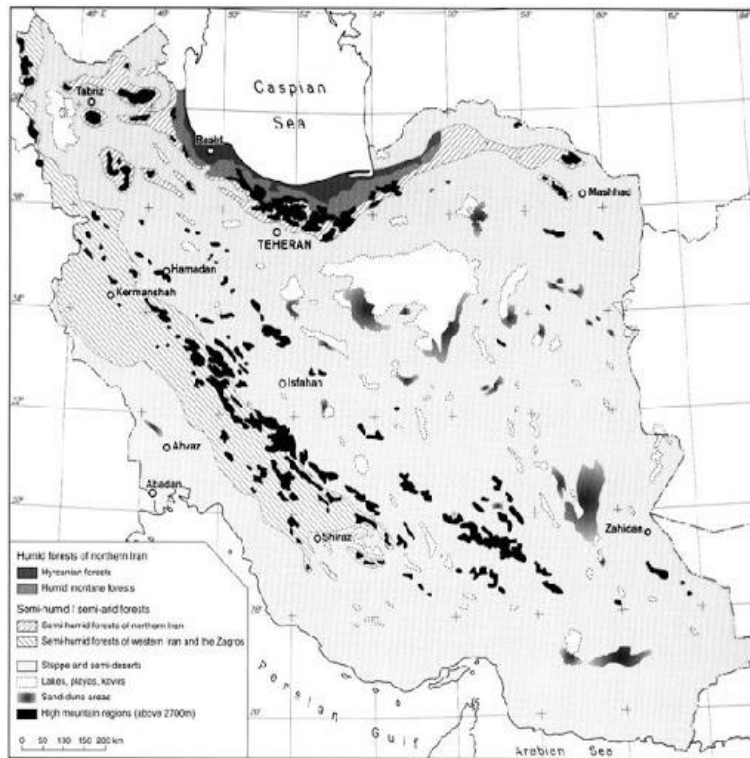 Caspian
Sea
Tabriz
Rasht
Mashhad
TEHERAN
Hamadan
Kermanshah
Isfahan
Ahvaz
Abadan
Shiraz
Zahidan
Persian
Gulf
Arabian Sea
Humid forests of northern Iran
Hyrcanian forests
Humid montane forests
Semi-humid / semi-arid forests
Semi-humid forests of northern Iran
Semi-humid forests of western Iran and the Zagros
Steppe and semi-deserts
Lakes, playas, kavirs
Sand dune areas
High mountain regions (above 2700m)
0 50 100 150 200 km